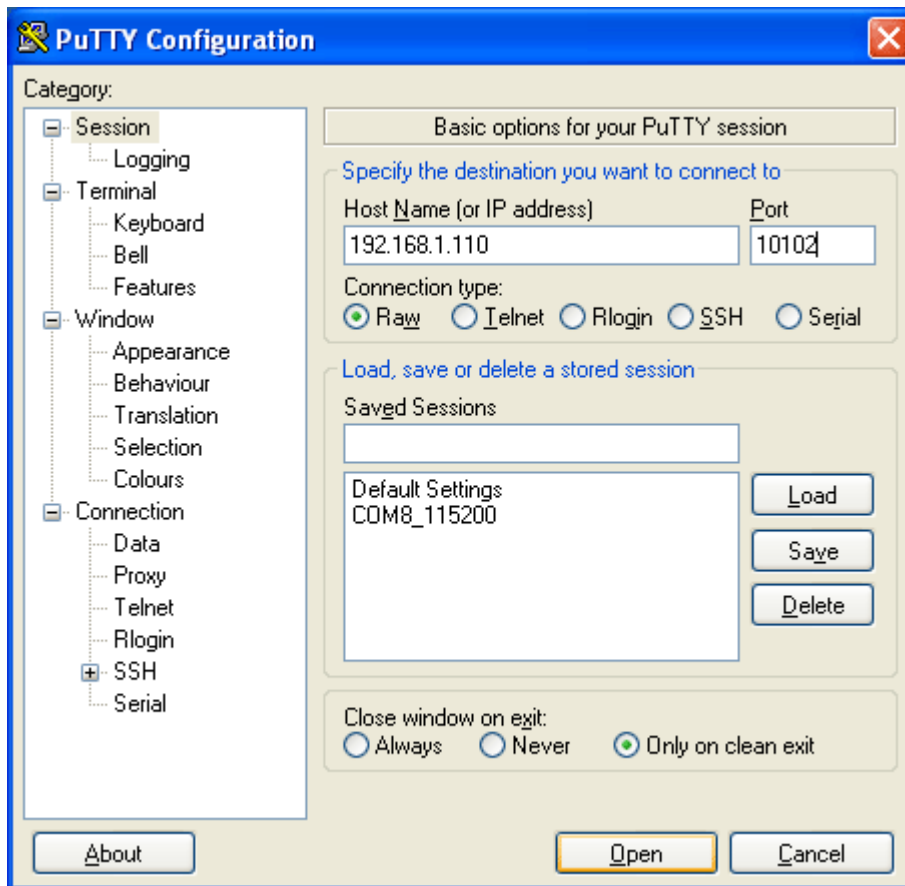 PuTTY Configuration
Category:
Session
Logging
Terminal
Keyboard
Bell
Features
Window
Appearance
Behaviour
Translation
Selection
Colours
Connection
Data
Proxy
Telnet
Rlogin
SSH
Serial
Basic options for your PuTTY session
Specify the destination you want to connect to
Host Name (or IP address) Port
192.168.1.110 10102
Connection type:
Raw Telnet Rlogin SSH Serial
Load, save or delete a stored session
Saved Sessions
Default Settings
COM8_115200
Load
Save
Delete
Close window on exit:
Always Never Only on clean exit
About Open Cancel